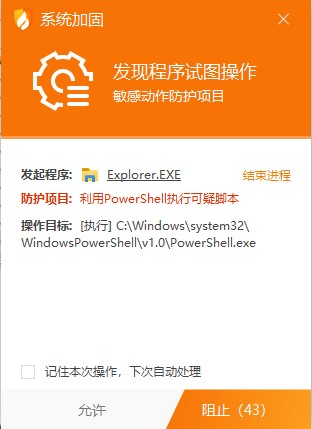 系统加固
发现程序试图操作
敏感动作防护项目
发起程序: Explorer.EXE 结束进程
防护项目: 利用PowerShell执行可疑脚本
操作目标: [执行] C:\Windows\system32\
WindowsPowerShell\v1.0\PowerShell.exe
记住本次操作，下次自动处理
允许 阻止（43）